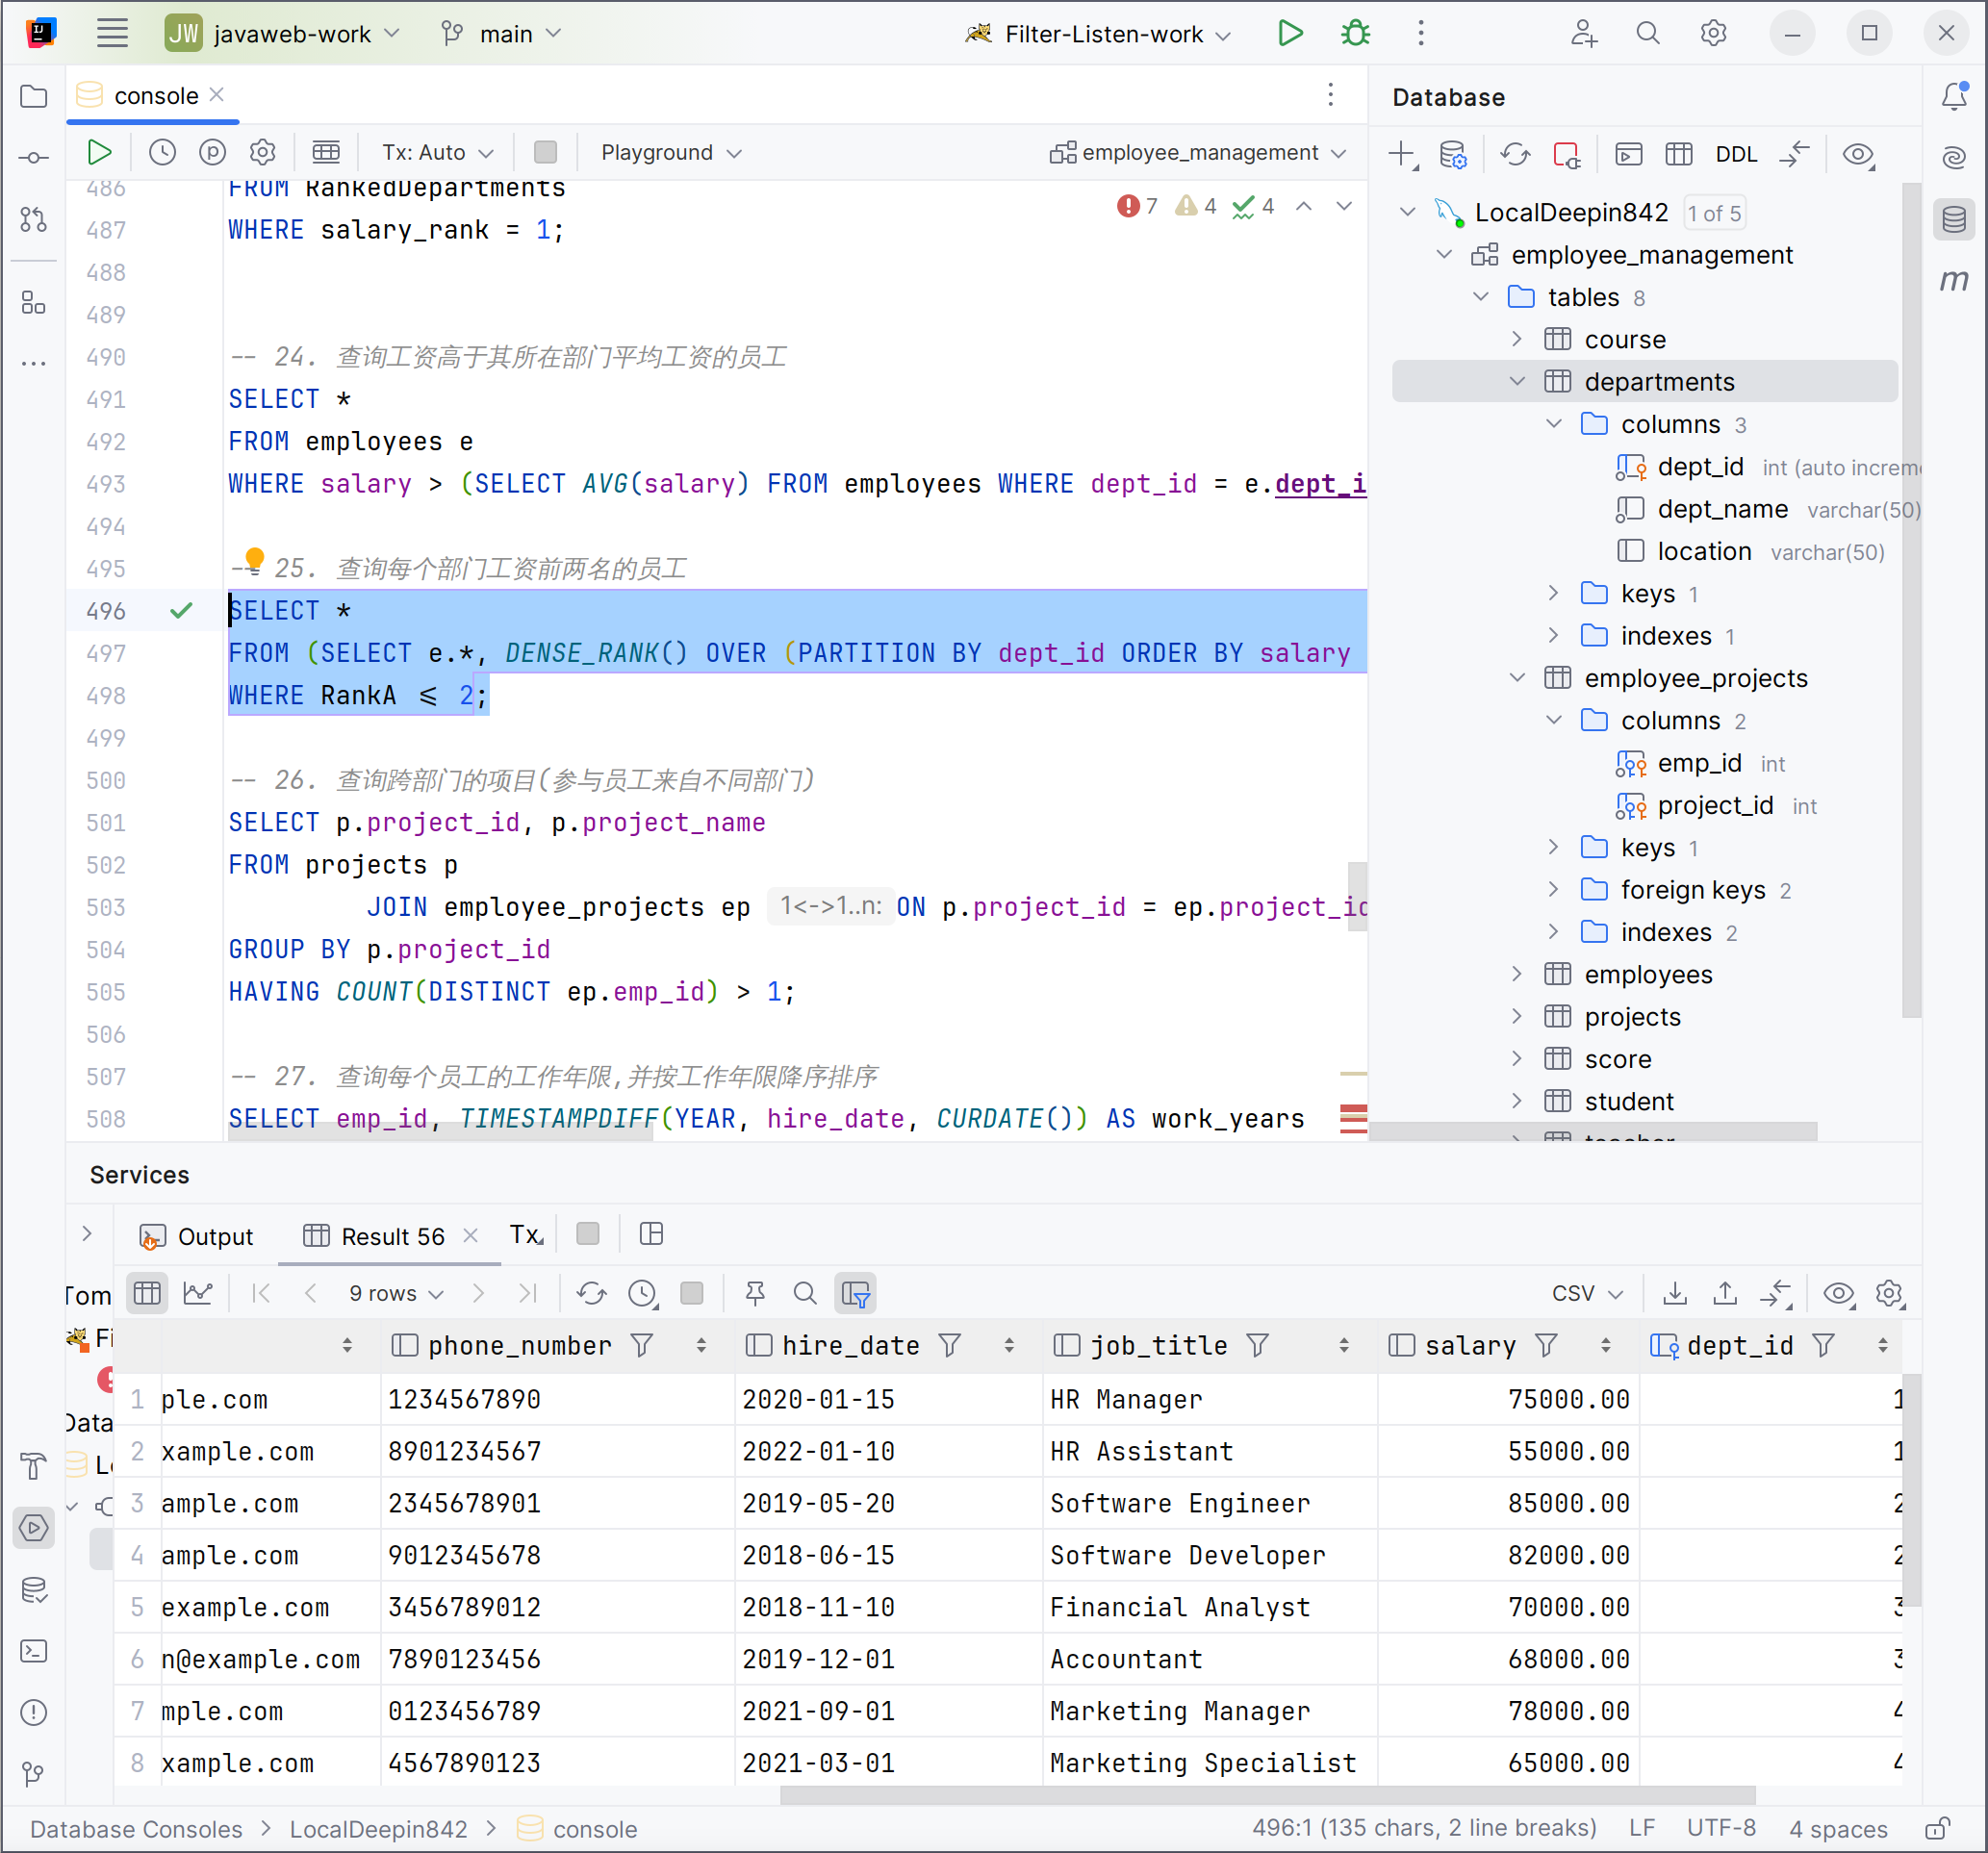 JW javaweb-work main Filter-Listen-work
console
Tx: Auto Playground employee_management
486 FROM RankedDepartments
7 4 4
487 WHERE salary_rank = 1;
488
489
490 -- 24. 查询工资高于其所在部门平均工资的员工
491 SELECT *
492 FROM employees e
493 WHERE salary > (SELECT AVG(salary) FROM employees WHERE dept_id = e.dept_i
494
495 -- 25. 查询每个部门工资前两名的员工
496 SELECT *
497 FROM (SELECT e.*, DENSE_RANK() OVER (PARTITION BY dept_id ORDER BY salary
498 WHERE RankA <= 2;
499
500 -- 26. 查询跨部门的项目(参与员工来自不同部门)
501 SELECT p.project_id, p.project_name
502 FROM projects p
503 JOIN employee_projects ep 1<->1..n: ON p.project_id = ep.project_id
504 GROUP BY p.project_id
505 HAVING COUNT(DISTINCT ep.emp_id) > 1;
506
507 -- 27. 查询每个员工的工作年限,并按工作年限降序排序
508 SELECT emp_id, TIMESTAMPDIFF(YEAR, hire_date, CURDATE()) AS work_years
Database
DDL
LocalDeepin842 1 of 5
employee_management
tables 8
course
departments
columns 3
dept_id int (auto increme
dept_name varchar(50)
location varchar(50)
keys 1
indexes 1
employee_projects
columns 2
emp_id int
project_id int
keys 1
foreign keys 2
indexes 2
employees
projects
score
student
teacher
m
Services
Output Result 56 Tx
9 rows CSV
Tom
Fi
Data
Lo
phone_number hire_date job_title salary dept_id
1 ple.com 1234567890 2020-01-15 HR Manager 75000.00 1
2 xample.com 8901234567 2022-01-10 HR Assistant 55000.00 1
3 ample.com 2345678901 2019-05-20 Software Engineer 85000.00 2
4 ample.com 9012345678 2018-06-15 Software Developer 82000.00 2
5 example.com 3456789012 2018-11-10 Financial Analyst 70000.00 3
6 n@example.com 7890123456 2019-12-01 Accountant 68000.00 3
7 mple.com 0123456789 2021-09-01 Marketing Manager 78000.00 4
8 xample.com 4567890123 2021-03-01 Marketing Specialist 65000.00 4
Database Consoles > LocalDeepin842 > console
496:1 (135 chars, 2 line breaks) LF UTF-8 4 spaces